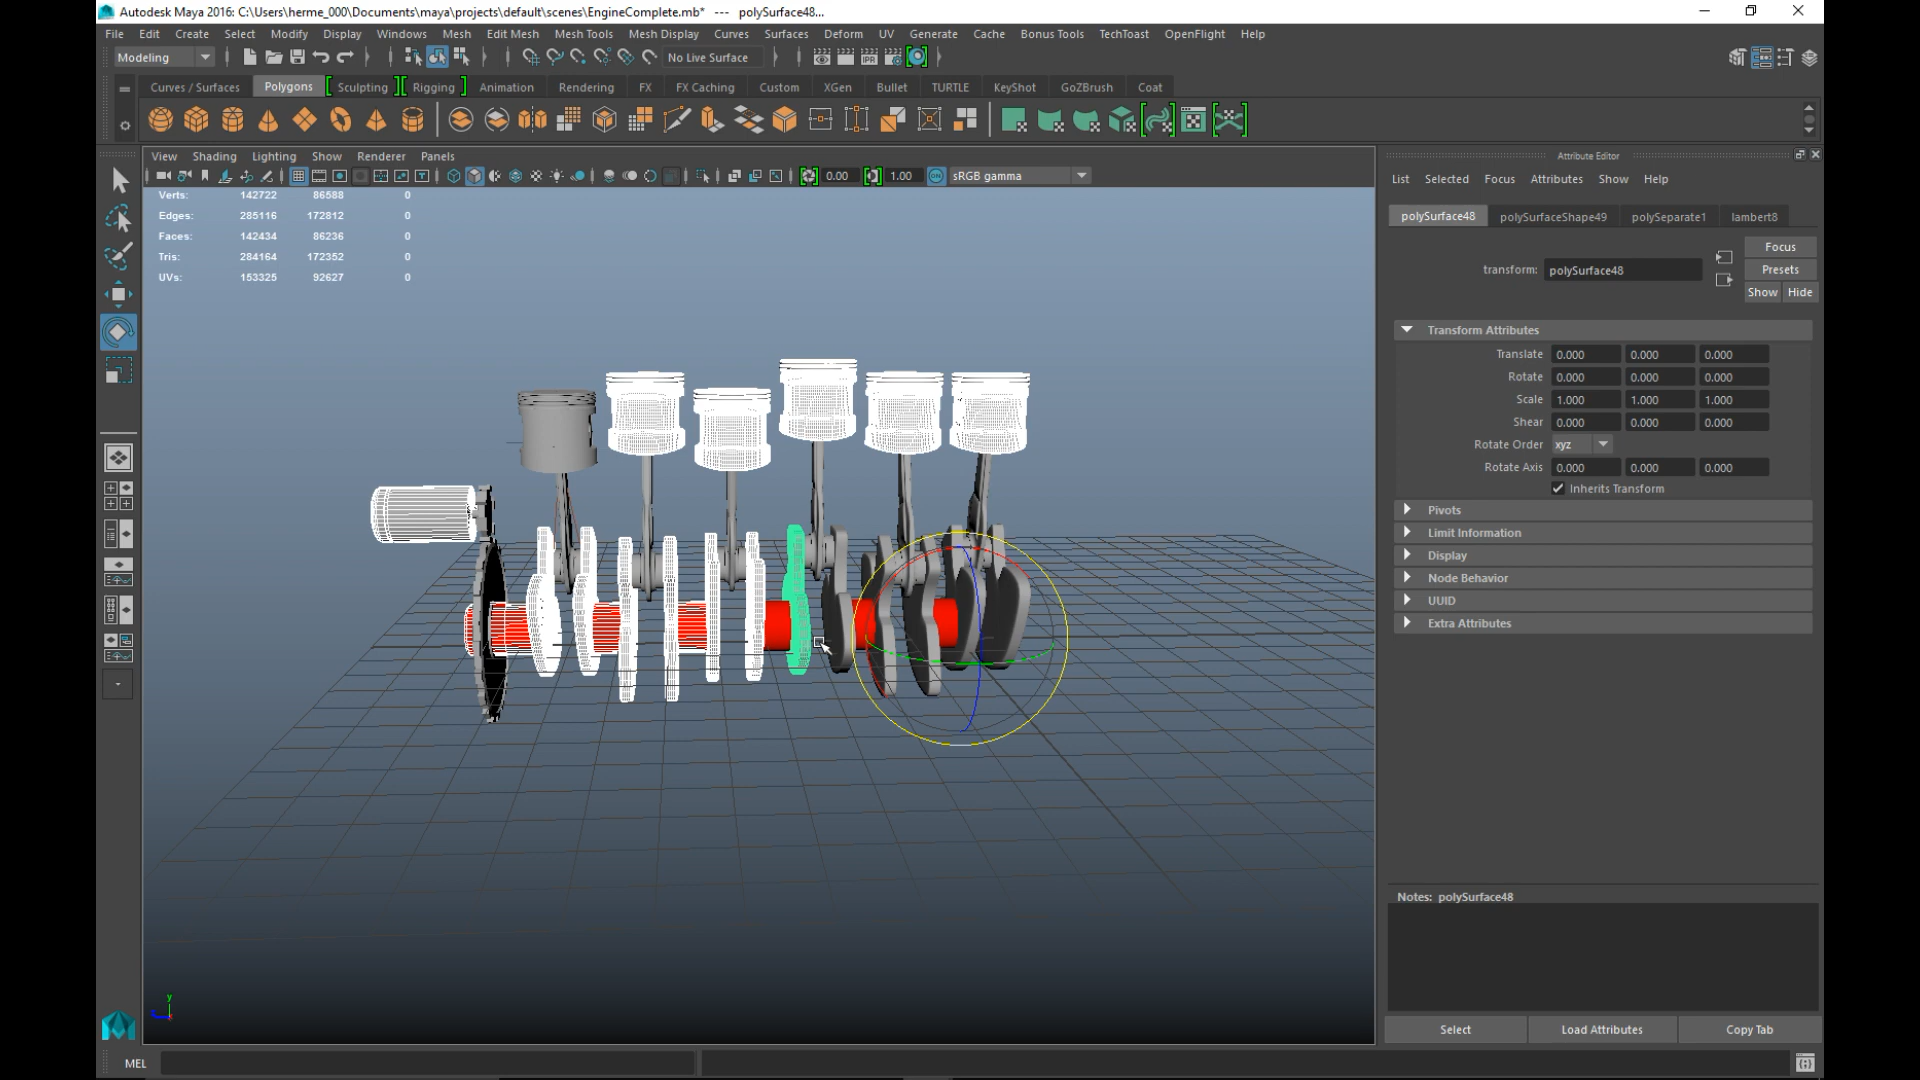 Autodesk Maya 2016: C:\Users\herme_000\Documents\maya\projects\default\scenes\EngineComplete.mb* --- polySurface48...
File Edit Create Select Modify Display Windows Mesh Edit Mesh Mesh Tools Mesh Display Curves Surfaces Deform UV Generate Cache Bonus Tools TechToast OpenFlight Help
Modeling No Live Surface
Curves / Surfaces Polygons Sculpting Rigging Animation Rendering FX FX Caching Custom XGen Bullet TURTLE KeyShot GoZBrush Coat
View Shading Lighting Show Renderer Panels
0.00 1.00 ON sRGB gamma
Verts: 142722 86588 0
Edges: 285116 172812 0
Faces: 142434 86236 0
Tris: 284164 172352 0
UVs: 153325 92627 0
y
Attribute Editor
List Selected Focus Attributes Show Help
polySurface48 polySurfaceShape49 polySeparate1 lambert8
transform: polySurface48
Focus
Presets
Show Hide
Transform Attributes
Translate 0.000 0.000 0.000
Rotate 0.000 0.000 0.000
Scale 1.000 1.000 1.000
Shear 0.000 0.000 0.000
Rotate Order xyz
Rotate Axis 0.000 0.000 0.000
Inherits Transform
Pivots
Limit Information
Display
Node Behavior
UUID
Extra Attributes
Notes: polySurface48
Select Load Attributes Copy Tab
MEL